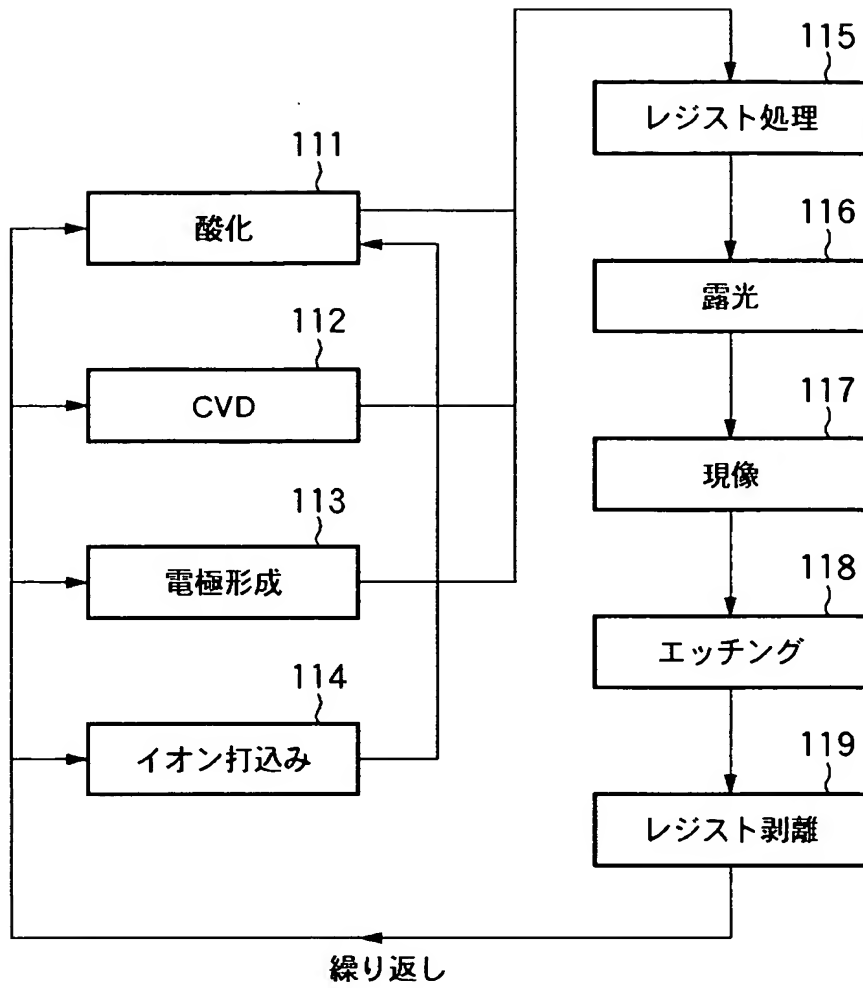 111
酸化
112
CVD
113
電極形成
114
イオン打込み
115
レジスト処理
116
露光
117
現像
118
エッチング
119
レジスト剥離
繰り返し